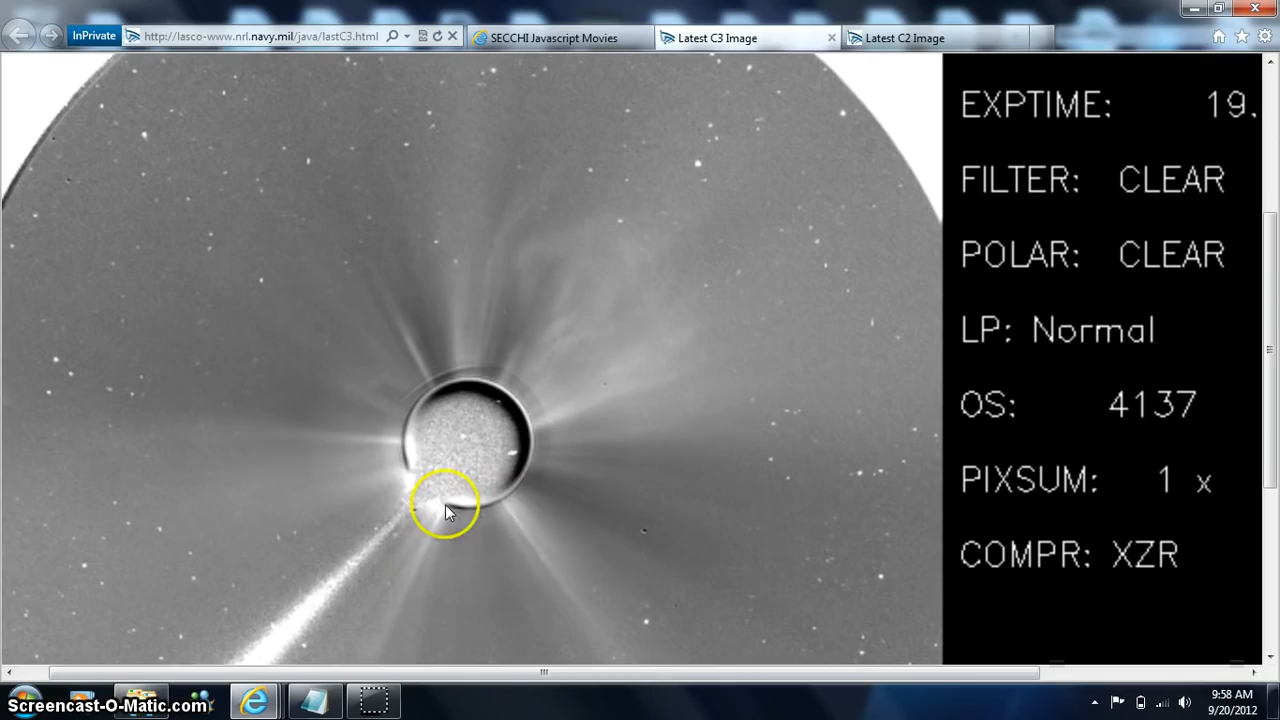 InPrivate
http://lasco-www.nrl.navy.mil/java/lastC3.html
SECCHI Javascript Movies
Latest C3 Image
Latest C2 Image
EXPTIME: 19.
FILTER: CLEAR
POLAR: CLEAR
LP: Normal
OS: 4137
PIXSUM: 1 x
COMPR: XZR
Screencast-O-Matic.com
9:58 AM
9/20/2012